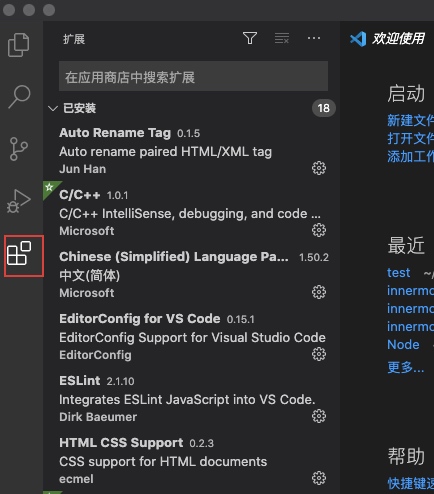 扩展
在应用商店中搜索扩展
已安装
18
Auto Rename Tag 0.1.5
Auto rename paired HTML/XML tag
Jun Han
C/C++ 1.0.1
C/C++ IntelliSense, debugging, and code ...
Microsoft
Chinese (Simplified) Language Pa... 1.50.2
中文(简体)
Microsoft
EditorConfig for VS Code 0.15.1
EditorConfig Support for Visual Studio Code
EditorConfig
ESLint 2.1.10
Integrates ESLint JavaScript into VS Code.
Dirk Baeumer
HTML CSS Support 0.2.3
CSS support for HTML documents
ecmel
欢迎使用
启动
新建文件
打开文件
添加工作
最近
test ~/
innermo
innermo
innermo
Node
更多...
帮助
快捷键速